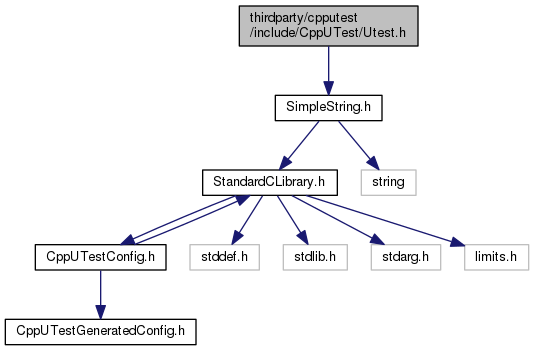 thirdparty/cpputest
/include/CppUTest/Utest.h
SimpleString.h
StandardCLibrary.h
string
CppUTestConfig.h
stddef.h
stdlib.h
stdarg.h
limits.h
CppUTestGeneratedConfig.h